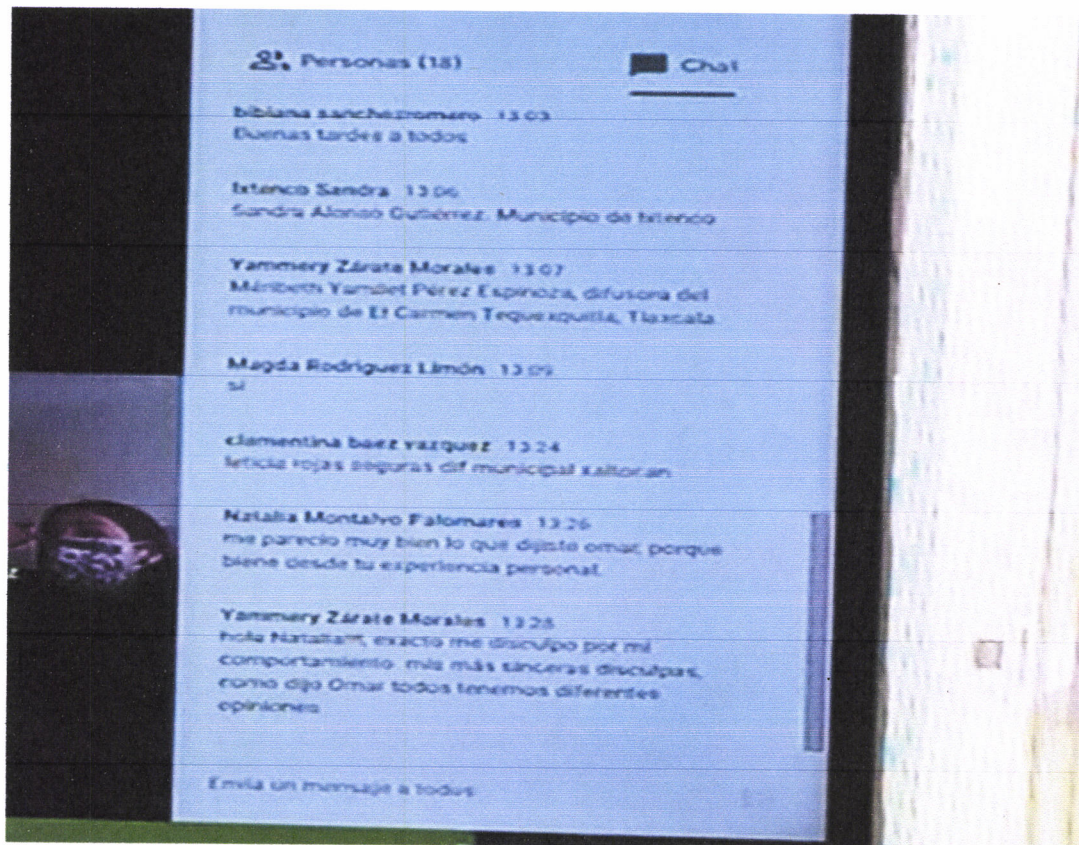 Personas (18)
Chat
bibiana sanchezromero 13:03
Buenas tardes a todos
Ixtenco Sandra 13:06
Sandra Alonso Gutiérrez. Municipio de Ixtenco
Yammery Zárate Morales 13:07
Maribeth Yamilet Pérez Espinoza, difusora del
municipio de El Carmen Tequexquitla, Tlaxcala.
Magda Rodríguez Limón 13:09
si
clementina baez vazquez 13:24
leticia rojas seguras dif municipal xaltocan
Natalia Montalvo Palomares 13:26
me parecio muy bien lo que dijiste omar, porque
biene desde tu experiencia personal.
Yammery Zárate Morales 13:28
hola exacto me disculpo por mi
comportamiento mis más sinceras disculpas,
como dijo Omar todos tenemos diferentes
opiniones
Envía un mensaje a todos